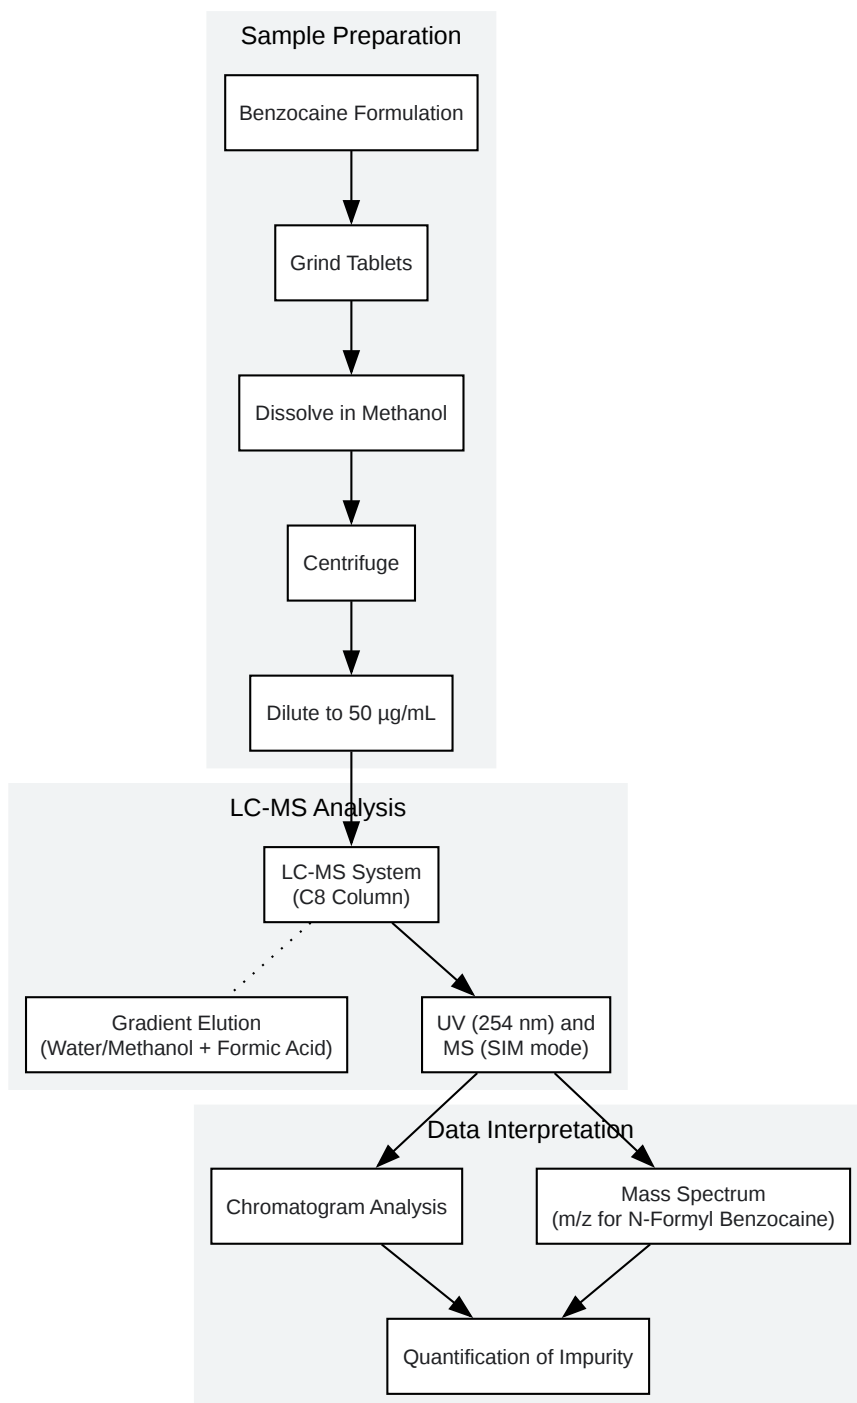 Sample Preparation
Benzocaine Formulation
Grind Tablets
Dissolve in Methanol
Centrifuge
Dilute to 50 µg/mL
LC-MS Analysis
LC-MS System
(C8 Column)
Gradient Elution
(Water/Methanol + Formic Acid)
UV (254 nm) and
MS (SIM mode)
Data Interpretation
Chromatogram Analysis
Mass Spectrum
(m/z for N-Formyl Benzocaine)
Quantification of Impurity